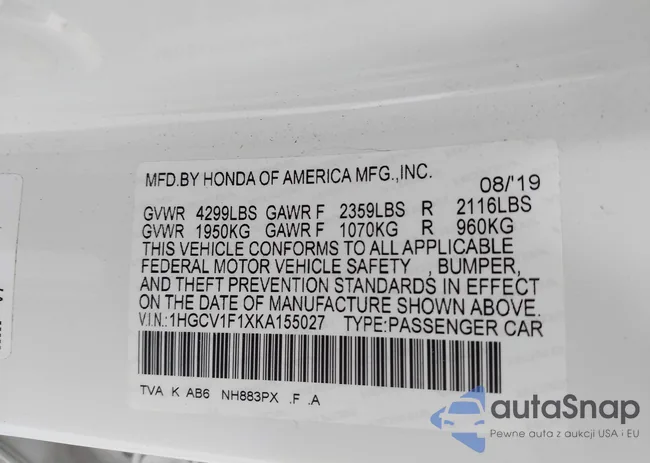 MFD.BY HONDA OF AMERICA MFG.,INC. 08/'19
GVWR 4299LBS GAWR F 2359LBS R 2116LBS
GVWR 1950KG GAWR F 1070KG R 960KG
THIS VEHICLE CONFORMS TO ALL APPLICABLE
FEDERAL MOTOR VEHICLE SAFETY , BUMPER,
AND THEFT PREVENTION STANDARDS IN EFFECT
ON THE DATE OF MANUFACTURE SHOWN ABOVE.
V.I.N.:1HGCV1F1XKA155027 TYPE:PASSENGER CAR
TVA K AB6 NH883PX .F .A
autaSnap
Pewne auta z aukcji USA i EU